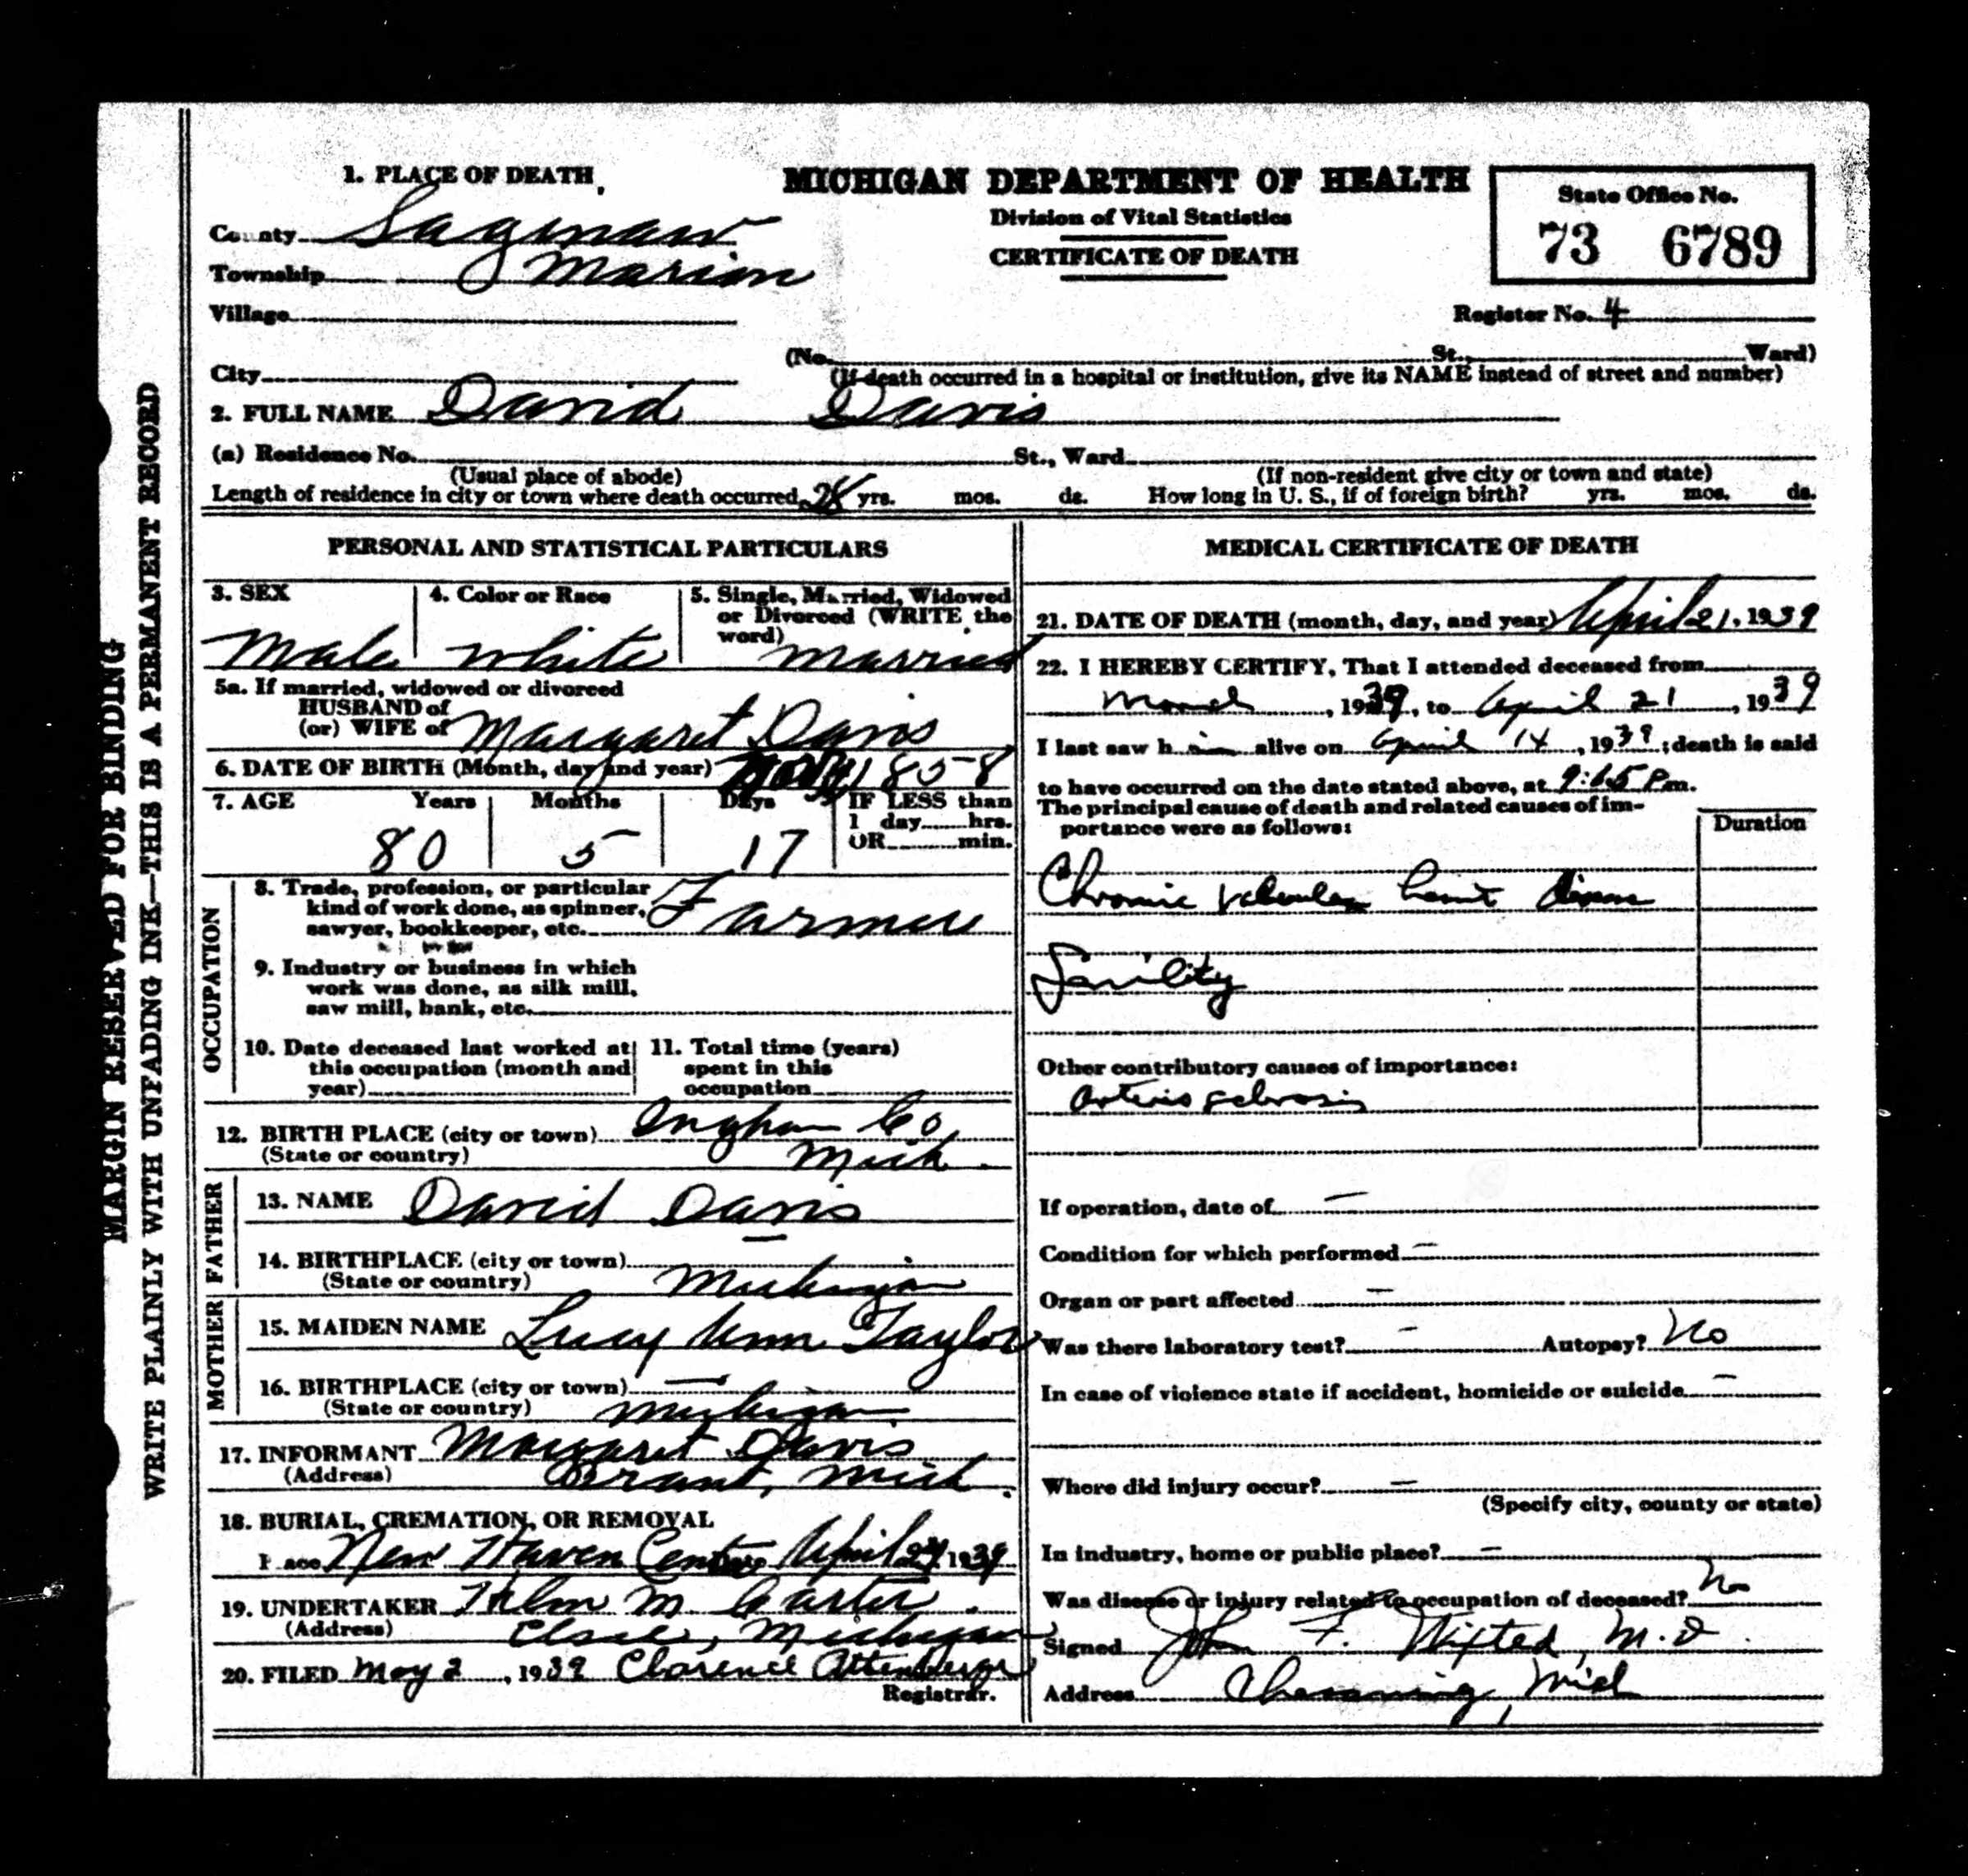 MARGIN RESERVED FOR BINDING
WRITE PLAINLY WITH UNFADING INK—THIS IS A PERMANENT RECORD
MICHIGAN DEPARTMENT OF HEALTH
Division of Vital Statistics
CERTIFICATE OF DEATH
State Office No.
73 6789
Register No. 4
1. PLACE OF DEATH
County Saginaw
Township Marion
Village
City
(No. St., Ward)
(If death occurred in a hospital or institution, give its NAME instead of street and number)
2. FULL NAME David Davis
(a) Residence No. St., Ward
(Usual place of abode) (If non-resident give city or town and state)
Length of residence in city or town where death occurred 28 yrs. mos. ds. How long in U. S., if of foreign birth? yrs. mos. ds.
PERSONAL AND STATISTICAL PARTICULARS
3. SEX
Male
4. Color or Race
White
5. Single, Married, Widowed
or Divorced (WRITE the
word) Married
5a. If married, widowed or divorced
HUSBAND of
(or) WIFE of Margaret Davis
6. DATE OF BIRTH (Month, day and year) 1858
7. AGE Years Months Days
80 5 17
IF LESS than
1 day hrs.
OR min.
OCCUPATION
8. Trade, profession, or particular
kind of work done, as spinner,
sawyer, bookkeeper, etc. Farmer
9. Industry or business in which
work was done, as silk mill,
saw mill, bank, etc.
10. Date deceased last worked at
this occupation (month and
year)
11. Total time (years)
spent in this
occupation
12. BIRTH PLACE (city or town) Ingham Co
(State or country) Mich.
FATHER
13. NAME David Davis
14. BIRTHPLACE (city or town) —
(State or country) Michigan
MOTHER
15. MAIDEN NAME Lucy Ann Taylor
16. BIRTHPLACE (city or town) —
(State or country) Michigan
17. INFORMANT Margaret Davis
(Address) Brant, Mich.
18. BURIAL, CREMATION, OR REMOVAL
Place New Haven Center April 24 1939
19. UNDERTAKER M Carter
(Address) Elsie, Michigan
20. FILED May 2, 1939 Clarence Attenberger
Registrar.
MEDICAL CERTIFICATE OF DEATH
21. DATE OF DEATH (month, day, and year) April 21, 1939
22. I HEREBY CERTIFY, That I attended deceased from
March, 1939, to April 21, 1939
I last saw him alive on April 14, 1939; death is said
to have occurred on the date stated above, at Pm.
The principal cause of death and related causes of im-
portance were as follows:
Duration
Chronic Valvular heart disease
Senility
Other contributory causes of importance:
Arterio sclerosis
If operation, date of —
Condition for which performed —
Organ or part affected —
Was there laboratory test? — Autopsy? No
In case of violence state if accident, homicide or suicide —
Where did injury occur? —
(Specify city, county or state)
In industry, home or public place? —
Was disease or injury related to occupation of deceased? No
Signed John F. Wifted, M.D.
Address Chesaning, Mich